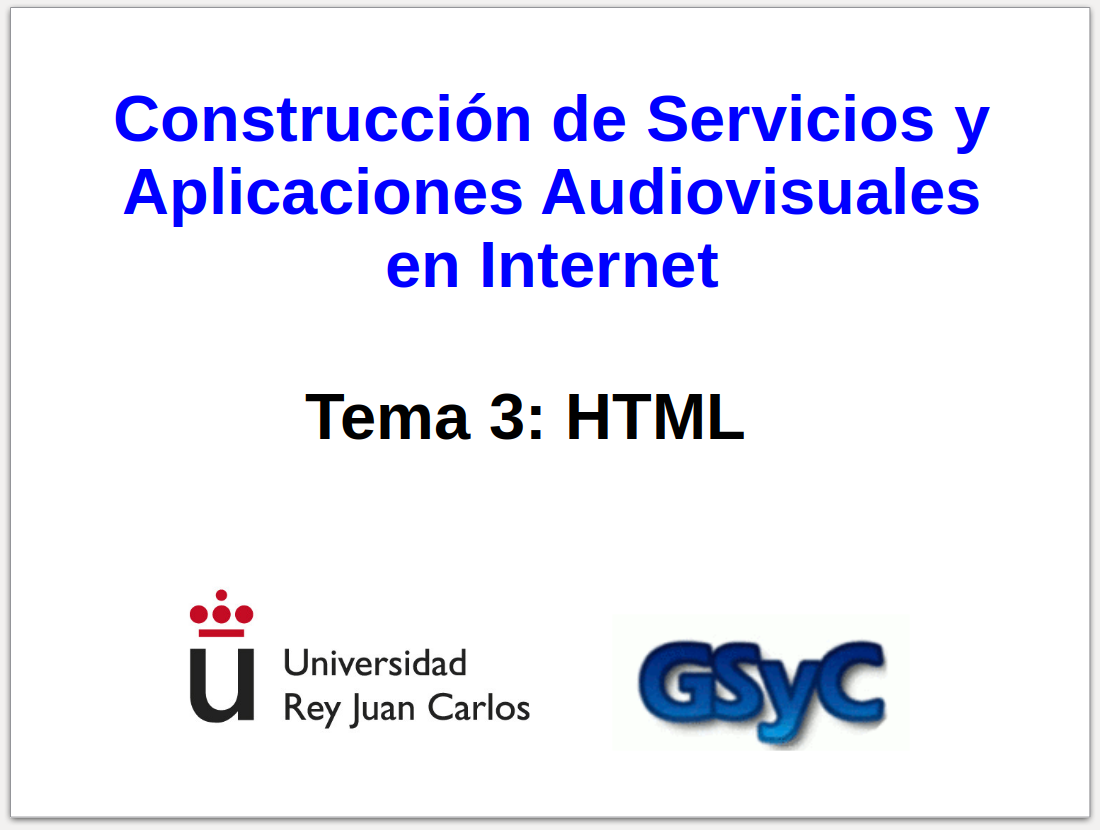 Construcción de Servicios y
Aplicaciones Audiovisuales
en Internet
Tema 3: HTML
Universidad
Rey Juan Carlos
GSyC